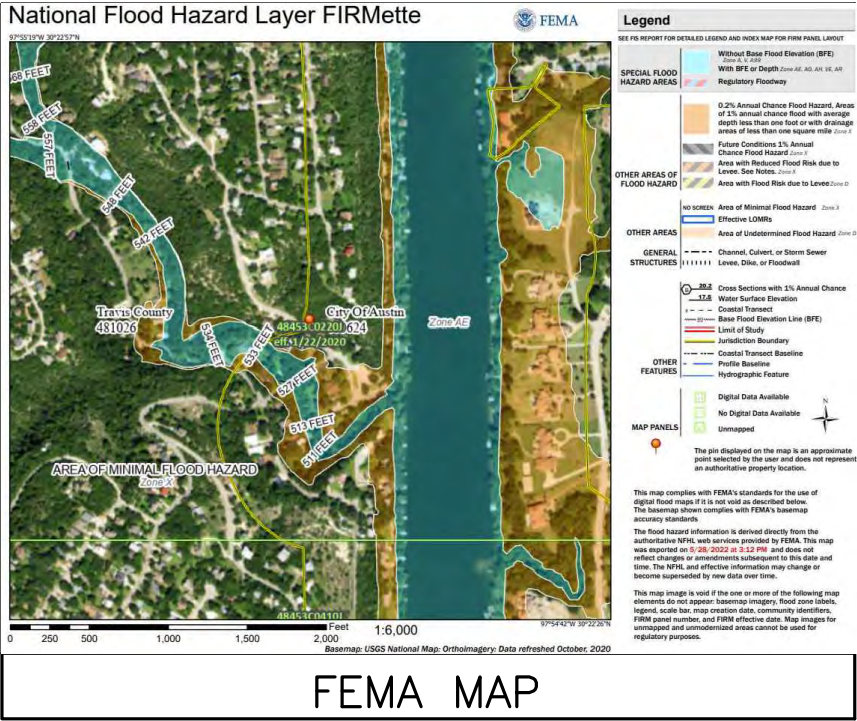 National Flood Hazard Layer FIRMette
FEMA
Legend
97°55'19"W 30°22'57"N
SEE FIS REPORT FOR DETAILED LEGEND AND INDEX MAP FOR FIRM PANEL LAYOUT
SPECIAL FLOOD
HAZARD AREAS
Without Base Flood Elevation (BFE)
Zone A, V, A99
With BFE or Depth Zone AE, AO, AH, VE, AR
Regulatory Floodway
OTHER AREAS OF
FLOOD HAZARD
0.2% Annual Chance Flood Hazard, Areas
of 1% annual chance flood with average
depth less than one foot or with drainage
areas of less than one square mile Zone X
Future Conditions 1% Annual
Chance Flood Hazard Zone X
Area with Reduced Flood Risk due to
Levee. See Notes. Zone X
Area with Flood Risk due to Levee Zone D
OTHER AREAS
NO SCREEN Area of Minimal Flood Hazard Zone X
Effective LOMRs
Area of Undetermined Flood Hazard Zone D
GENERAL
STRUCTURES
Channel, Culvert, or Storm Sewer
Levee, Dike, or Floodwall
OTHER
FEATURES
20.2 Cross Sections with 1% Annual Chance
17.5 Water Surface Elevation
Coastal Transect
Base Flood Elevation Line (BFE)
Limit of Study
Jurisdiction Boundary
Coastal Transect Baseline
Profile Baseline
Hydrographic Feature
MAP PANELS
Digital Data Available
No Digital Data Available
Unmapped
N
The pin displayed on the map is an approximate
point selected by the user and does not represent
an authoritative property location.
This map complies with FEMA's standards for the use of
digital flood maps if it is not void as described below.
The basemap shown complies with FEMA's basemap
accuracy standards
The flood hazard information is derived directly from the
authoritative NFHL web services provided by FEMA. This map
was exported on 5/28/2022 at 3:12 PM and does not
reflect changes or amendments subsequent to this date and
time. The NFHL and effective information may change or
become superseded by new data over time.
This map image is void if the one or more of the following map
elements do not appear: basemap imagery, flood zone labels,
legend, scale bar, map creation date, community identifiers,
FIRM panel number, and FIRM effective date. Map images for
unmapped and unmodernized areas cannot be used for
regulatory purposes.
68 FEET
558 FEET
557 FEET
548 FEET
542 FEET
Travis County
481026
City Of Austin
48453C0220J
624
eff. 1/22/2020
Zone AE
534 FEET
533 FEET
527 FEET
513 FEET
511 FEET
AREA OF MINIMAL FLOOD HAZARD
Zone X
48453C0410J
97°54'42"W 30°22'26"N
0 250 500 1,000 1,500 2,000 Feet
1:6,000
Basemap: USGS National Map: Orthoimagery: Data refreshed October, 2020
FEMA MAP